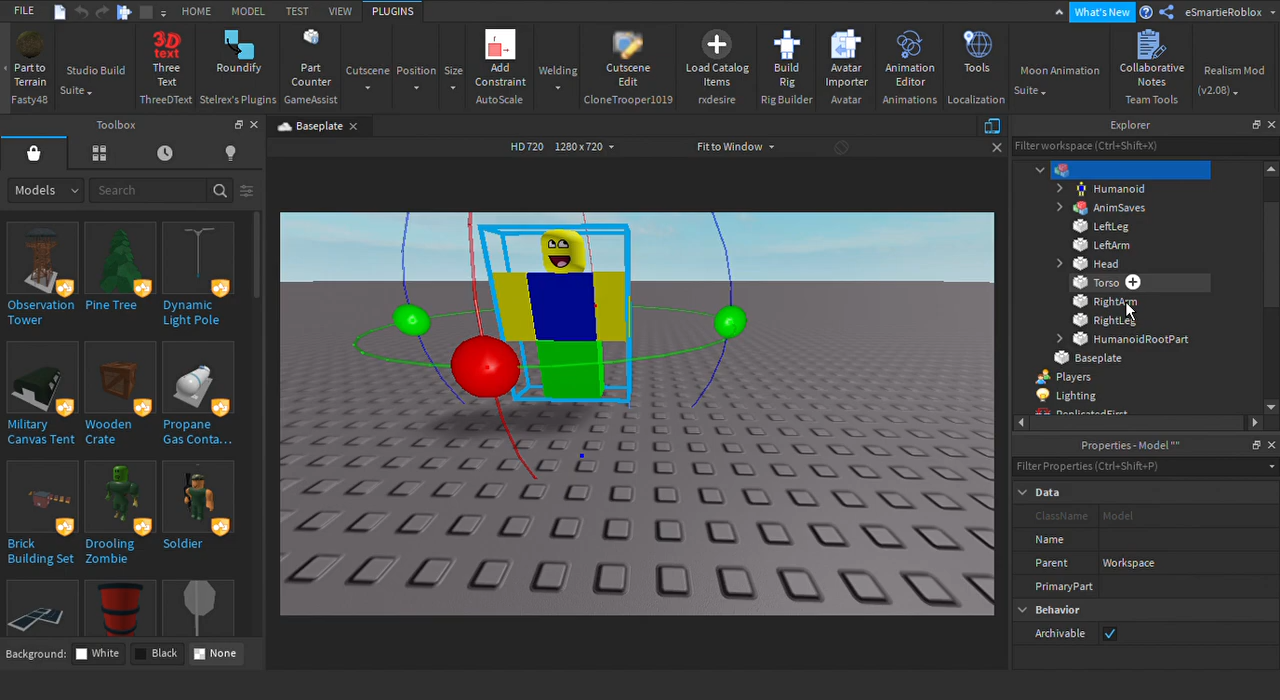 FILE
HOME
MODEL
TEST
VIEW
PLUGINS
What's New
eSmartieRoblox
Part to
Terrain
Fasty48
Studio Build
Suite
3D
text
Three
Text
ThreeDText
Roundify
Stelrex's Plugins
Part
Counter
GameAssist
Cutscene
Position
Size
Add
Constraint
AutoScale
Welding
Cutscene
Edit
CloneTrooper1019
Load Catalog
Items
rxdesire
Build
Rig
Rig Builder
Avatar
Importer
Avatar
Animation
Editor
Animations
Tools
Localization
Moon Animation
Suite
Collaborative
Notes
Team Tools
Realism Mod
(v2.08)
Toolbox
Models
Search
Observation
Tower
Pine Tree
Dynamic
Light Pole
Military
Canvas Tent
Wooden
Crate
Propane
Gas Conta...
Brick
Building Set
Drooling
Zombie
Soldier
Background:
White
Black
None
Baseplate
HD720
1280 x 720
Fit to Window
Explorer
Filter workspace (Ctrl+Shift+X)
Humanoid
AnimSaves
LeftLeg
LeftArm
Head
Torso
RightArm
RightLeg
HumanoidRootPart
Baseplate
Players
Lighting
ReplicatedFirst
Properties - Model ""
Filter Properties (Ctrl+Shift+P)
Data
ClassName Model
Name
Parent Workspace
PrimaryPart
Behavior
Archivable